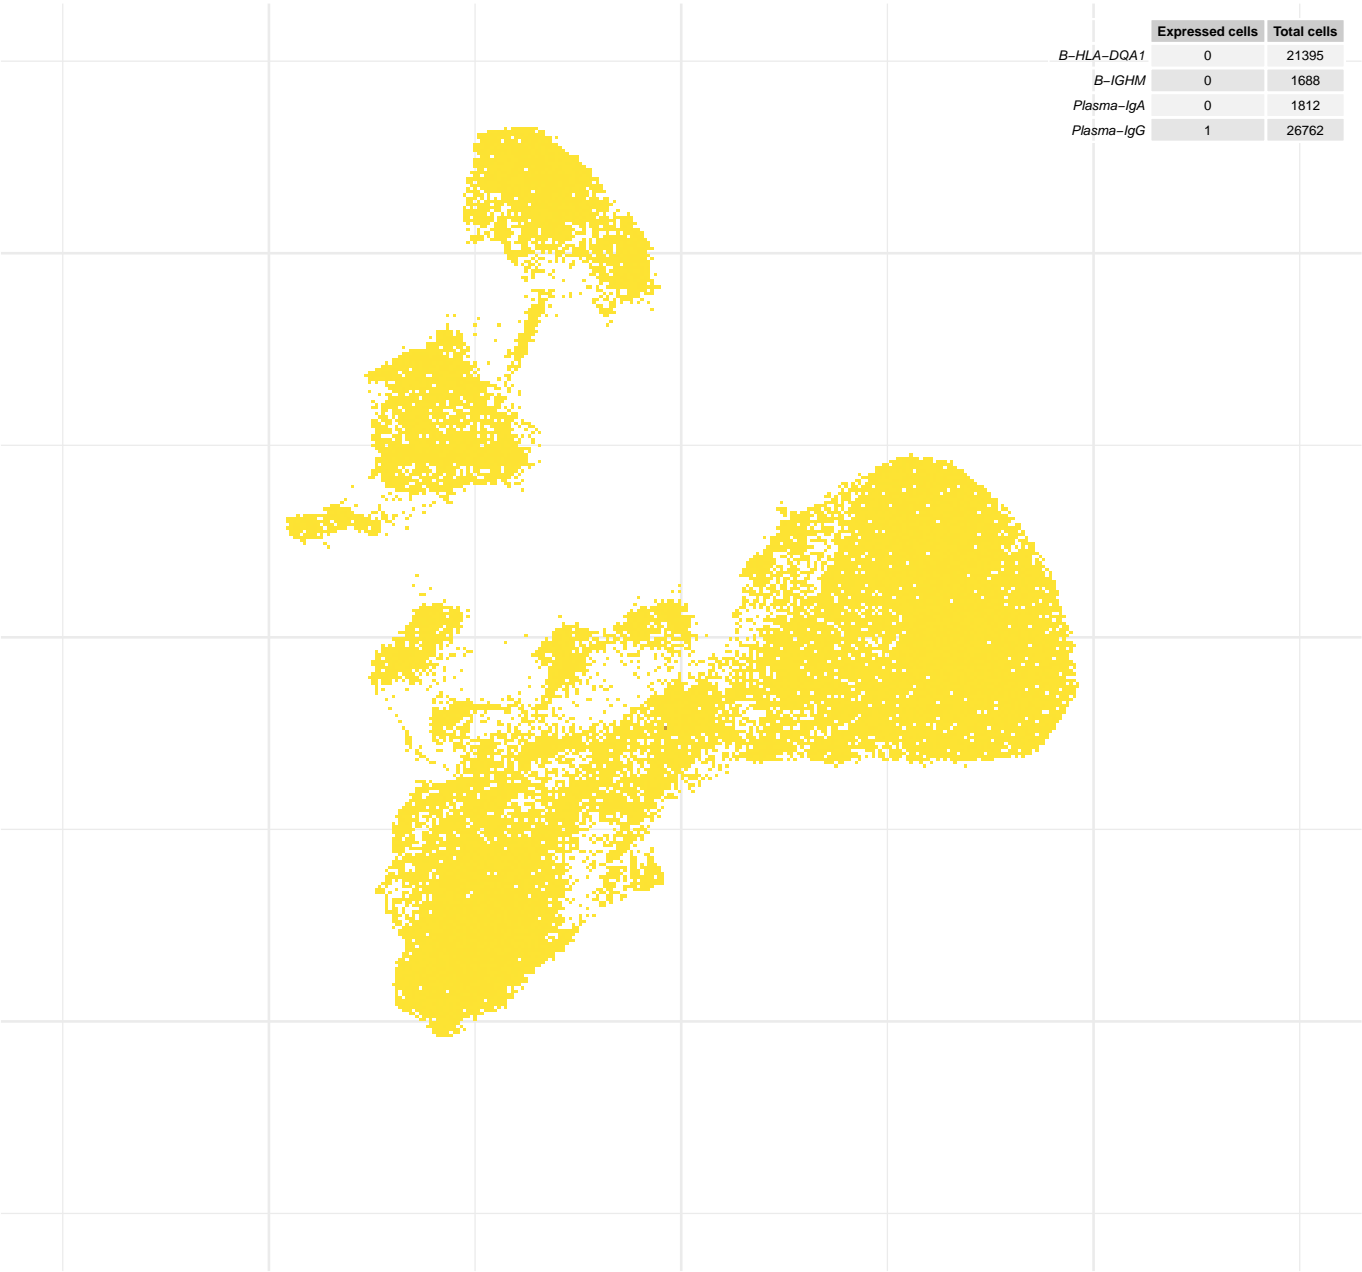 Expressed cells Total cells
B−HLA−DQA1 0 21395
B−IGHM 0 1688
Plasma−IgA 0 1812
Plasma−IgG 1 26762